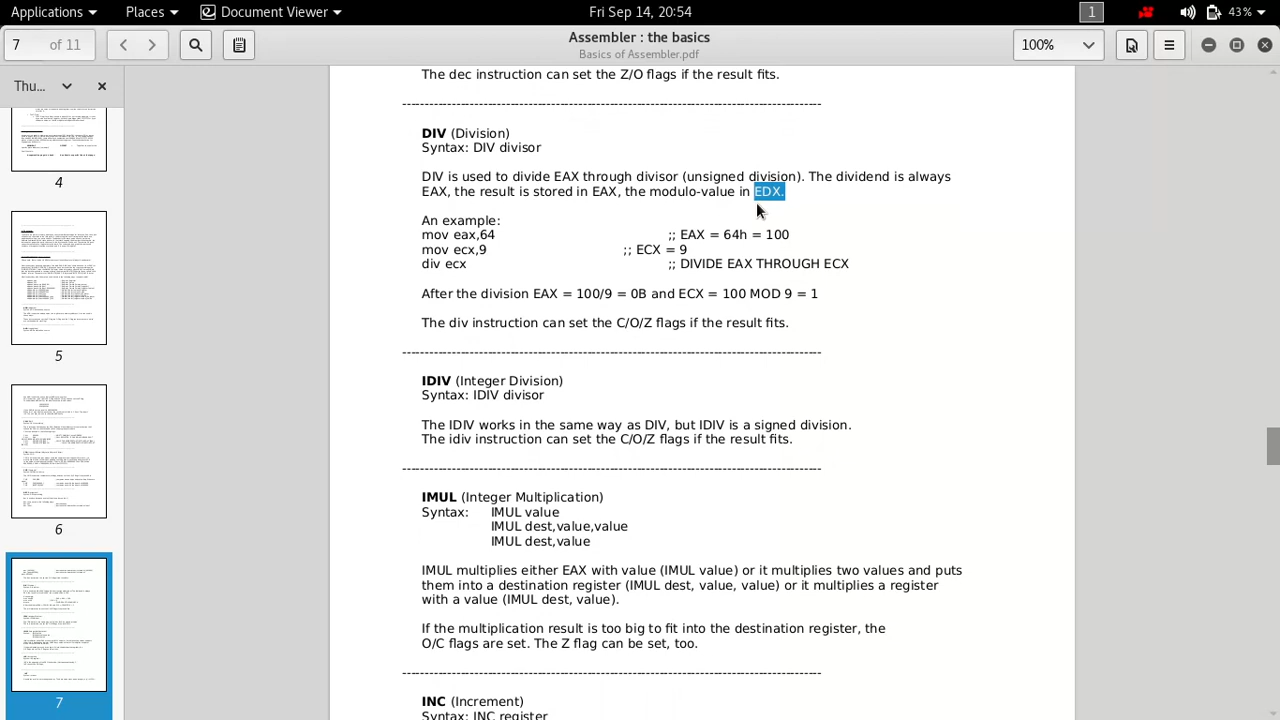 Applications Places Document Viewer Fri Sep 14, 20:54 1 43%
7 of 11 Assembler : the basics 100%
Basics of Assembler.pdf
Thu...
4
5
6
7
The dec instruction can set the Z/O flags if the result fits.
--------------------------------------------------------------------------------------------
DIV (Division)
Syntax: DIV divisor
DIV is used to divide EAX through divisor (unsigned division). The dividend is always
EAX, the result is stored in EAX, the modulo-value in EDX.
An example:
mov eax,64 ;; EAX = 64h = 100
mov ecx,9 ;; ECX = 9
div ecx ;; DIVIDE EAX THROUGH ECX
After the division EAX = 100/9 = 0B and ECX = 100 MOD 9 = 1
The div instruction can set the C/O/Z flags if the result fits.
--------------------------------------------------------------------------------------------
IDIV (Integer Division)
Syntax: IDIV divisor
The IDIV works in the same way as DIV, but IDIV is a signed division.
The idiv instruction can set the C/O/Z flags if the result fits.
--------------------------------------------------------------------------------------------
IMUL (Integer Multiplication)
Syntax: IMUL value
IMUL dest,value,value
IMUL dest,value
IMUL multiplies either EAX with value (IMUL value) or it multiplies two values and puts
them into a destination register (IMUL dest, value, value) or it multiplies a register
with a value (IMUL dest, value).
If the multiplication result is too big to fit into the destination register, the
O/C flags are set. The Z flag can be set, too.
--------------------------------------------------------------------------------------------
INC (Increment)
Syntax: INC register